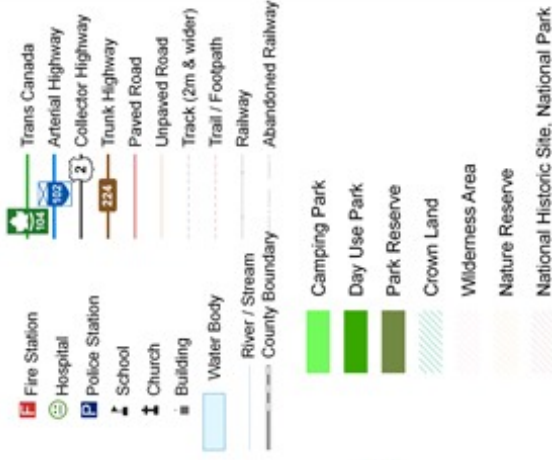 F Fire Station
Hospital
P Police Station
School
Church
Building
Water Body
River / Stream
County Boundary
104 Trans Canada
102 Arterial Highway
2 Collector Highway
224 Trunk Highway
Paved Road
Unpaved Road
Track (2m & wider)
Trail / Footpath
Railway
Abandoned Railway
Camping Park
Day Use Park
Park Reserve
Crown Land
Wilderness Area
Nature Reserve
National Historic Site, National Park